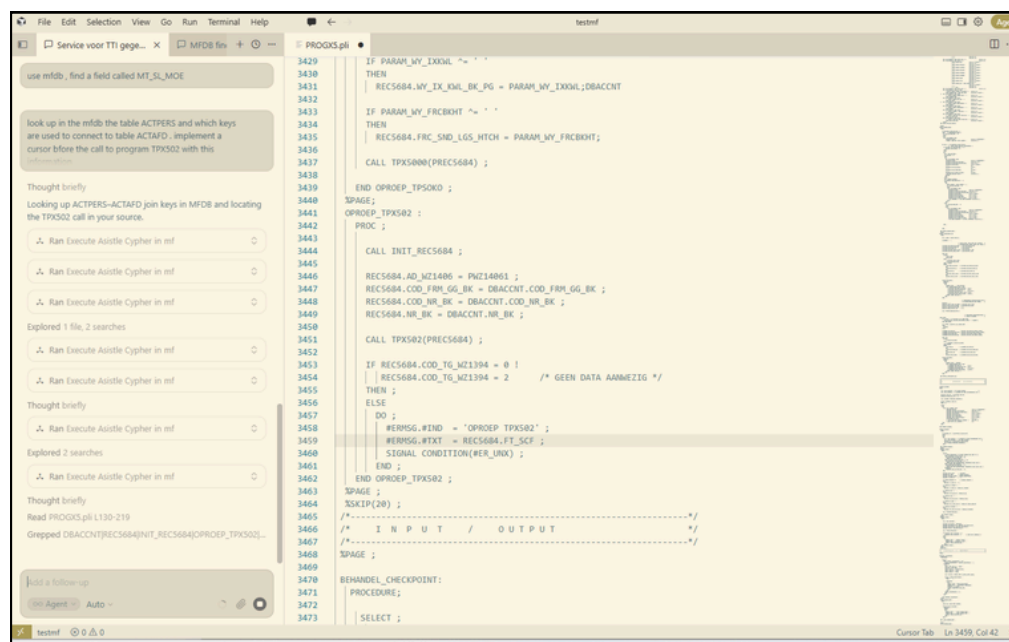 File Edit Selection View Go Run Terminal Help
testmf
Service voor TTI gege...
MFDB fin
PROGX5.pli
use mfdb , find a field called MT_SL_MOE
look up in the mfdb the table ACTPERS and which keys
are used to connect to table ACTAFD . implement a
cursor bfore the call to program TPX502 with this
information
Thought briefly
Looking up ACTPERS–ACTAFD join keys in MFDB and locating
the TPX502 call in your source.
Ran Execute Asistle Cypher in mf
Ran Execute Asistle Cypher in mf
Ran Execute Asistle Cypher in mf
Explored 1 file, 2 searches
Ran Execute Asistle Cypher in mf
Ran Execute Asistle Cypher in mf
Thought briefly
Ran Execute Asistle Cypher in mf
Explored 2 searches
Ran Execute Asistle Cypher in mf
Thought briefly
Read PROGX5.pli L130-219
Grepped DBACCNT|REC5684|INIT_REC5684|OPROEP_TPX502|...
Add a follow-up
Agent Auto
3429 IF PARAM_WY_IXKWL ^= ' '
3430 THEN
3431 REC5684.WY_IX_KWL_BK_PG = PARAM_WY_IXKWL;DBACCNT
3432
3433 IF PARAM_WY_FRCBKHT ^= ' '
3434 THEN
3435 REC5684.FRC_SND_LGS_HTCH = PARAM_WY_FRCBKHT;
3436
3437 CALL TPX5000(PREC5684) ;
3438
3439 END OPROEP_TPSOKO ;
3440 %PAGE;
3441 OPROEP_TPX502 :
3442 PROC ;
3443
3444 CALL INIT_REC5684 ;
3445
3446 REC5684.AD_WZ1406 = PWZ14061 ;
3447 REC5684.COD_FRM_GG_BK = DBACCNT.COD_FRM_GG_BK ;
3448 REC5684.COD_NR_BK = DBACCNT.COD_NR_BK ;
3449 REC5684.NR_BK = DBACCNT.NR_BK ;
3450
3451 CALL TPX502(PREC5684) ;
3452
3453 IF REC5684.COD_TG_WZ1394 = 0 !
3454 REC5684.COD_TG_WZ1394 = 2 /* GEEN DATA AANWEZIG */
3455 THEN ;
3456 ELSE
3457 DO ;
3458 #ERMSG.#IND = 'OPROEP TPX502' ;
3459 #ERMSG.#TXT = REC5684.FT_SCF ;
3460 SIGNAL CONDITION(#ER_UNX) ;
3461 END ;
3462 END OPROEP_TPX502 ;
3463 %PAGE ;
3464 %SKIP(20) ;
3465 /*------------------------------------------------------------------*/
3466 /* I N P U T / O U T P U T */
3467 /*------------------------------------------------------------------*/
3468 %PAGE ;
3469
3470 BEHANDEL_CHECKPOINT:
3471 PROCEDURE;
3472
3473 SELECT ;
testmf 0 0 Cursor Tab Ln 3459, Col 42